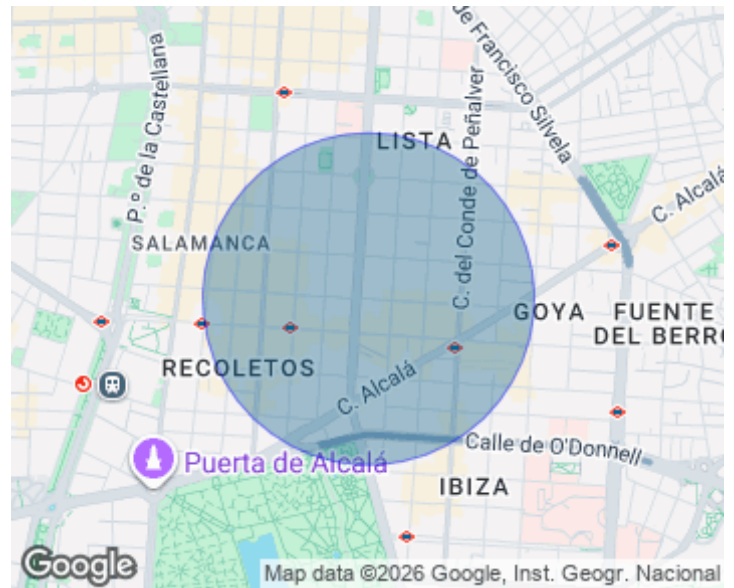 de Francisco Silvela
LISTA
P.º de la Castellana
C. del Conde de Peñalver
C. Alcalá
SALAMANCA
GOYA
FUENTE
DEL BERRO
RECOLETOS
C. Alcalá
Calle de O'Donnell
Puerta de Alcalá
IBIZA
Google
Map data ©2026 Google, Inst. Geogr. Nacional